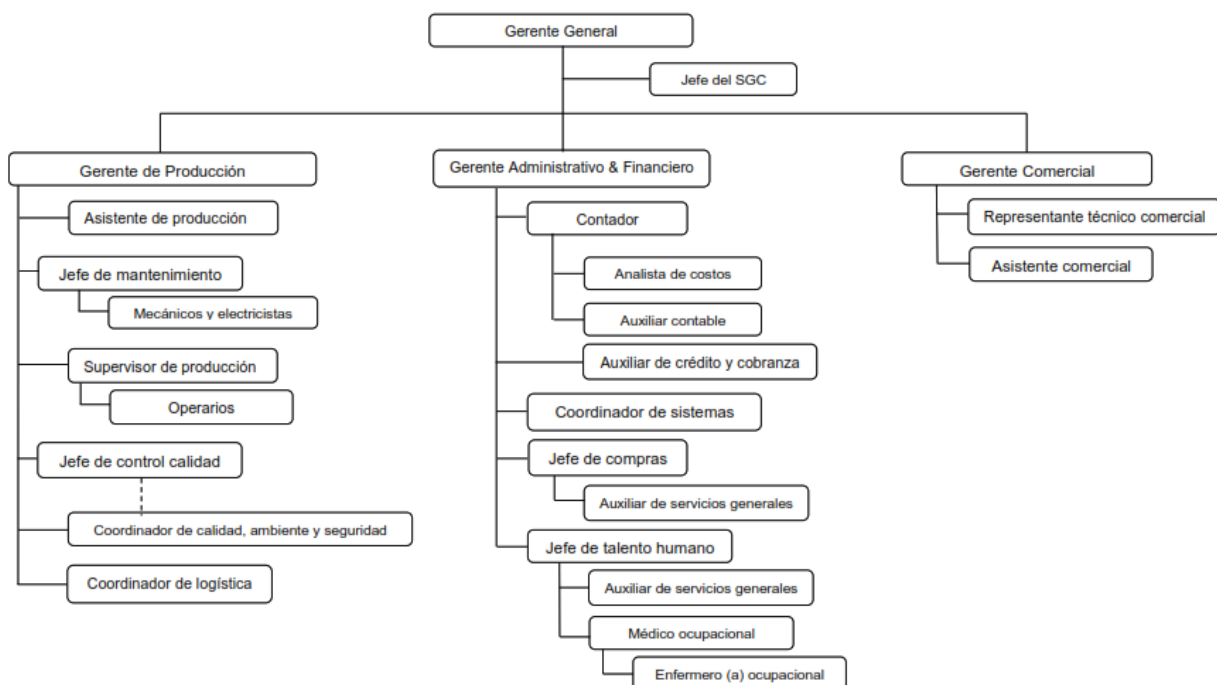 Gerente General
Jefe del SGC
Gerente de Producción
Asistente de producción
Jefe de mantenimiento
Mecánicos y electricistas
Supervisor de producción
Operarios
Jefe de control calidad
Coordinador de calidad, ambiente y seguridad
Coordinador de logística
Gerente Administrativo & Financiero
Contador
Analista de costos
Auxiliar contable
Auxiliar de crédito y cobranza
Coordinador de sistemas
Jefe de compras
Auxiliar de servicios generales
Jefe de talento humano
Auxiliar de servicios generales
Médico ocupacional
Enfermero (a) ocupacional
Gerente Comercial
Representante técnico comercial
Asistente comercial